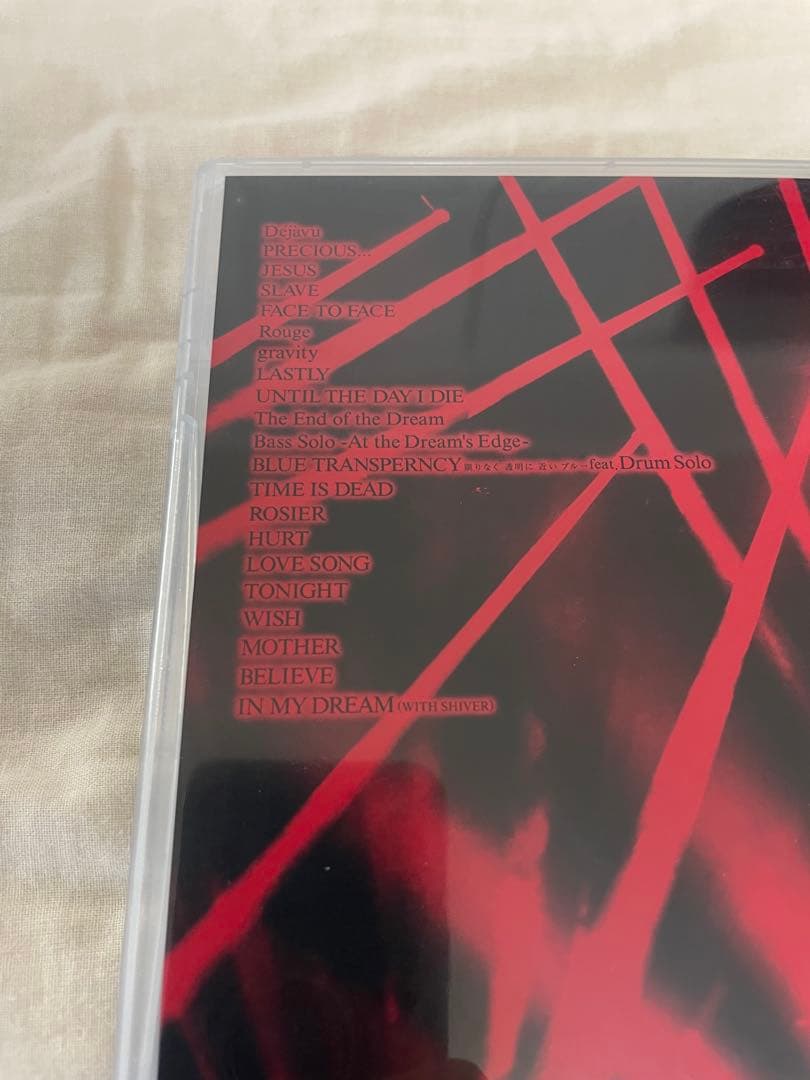 Déjàvu
PRECIOUS...
JESUS
SLAVE
FACE TO FACE
Rouge
gravity
LASTLY
UNTIL THE DAY I DIE
The End of the Dream
Bass Solo -At the Dream's Edge-
BLUE TRANSPERNCY 限りなく 透明に 近い ブルー feat.Drum Solo
TIME IS DEAD
ROSIER
HURT
LOVE SONG
TONIGHT
WISH
MOTHER
BELIEVE
IN MY DREAM (WITH SHIVER)